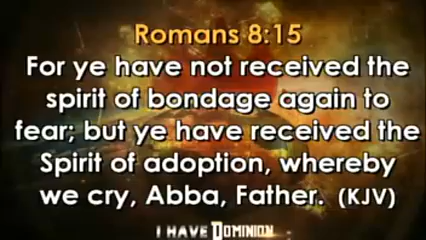 Romans 8:15
For ye have not received the
spirit of bondage again to
fear; but ye have received the
Spirit of adoption, whereby
we cry, Abba, Father. (KJV)
I HAVE DOMINION